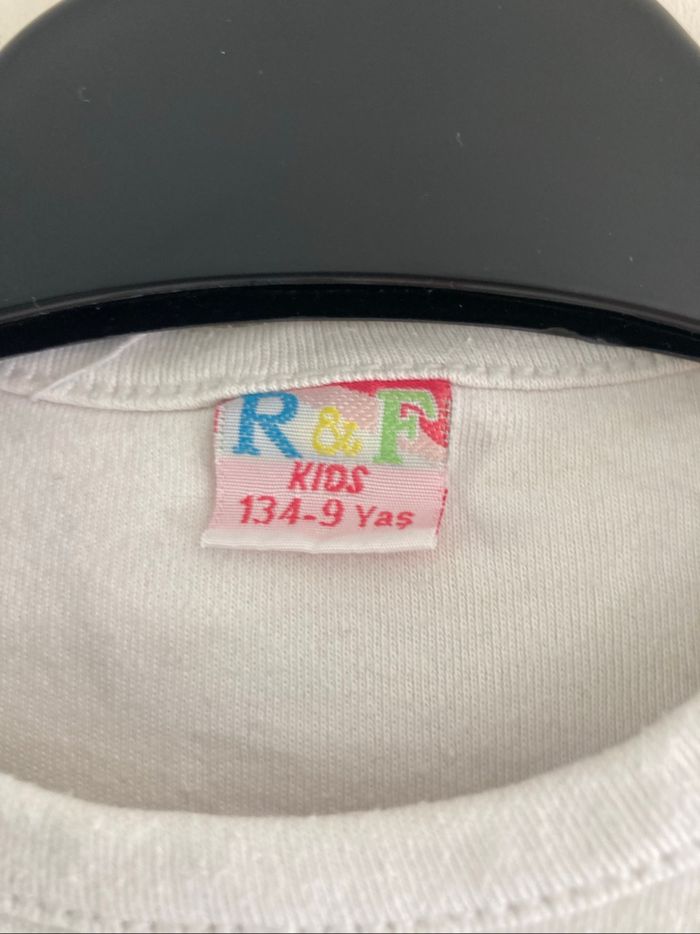 R & F
KIDS
134-9 Yaş